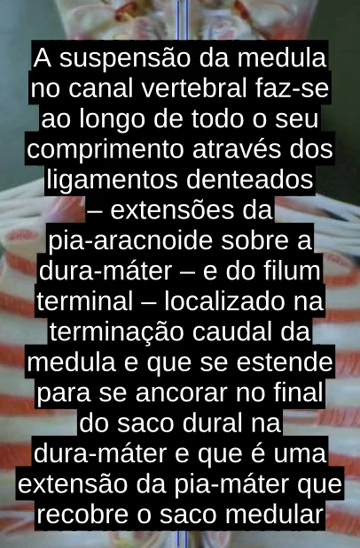 A suspensão da medula
no canal vertebral faz-se
ao longo de todo o seu
comprimento através dos
ligamentos denteados
– extensões da
pia-aracnoide sobre a
dura-máter – e do filum
terminal – localizado na
terminação caudal da
medula e que se estende
para se ancorar no final
do saco dural na
dura-máter e que é uma
extensão da pia-máter que
recobre o saco medular